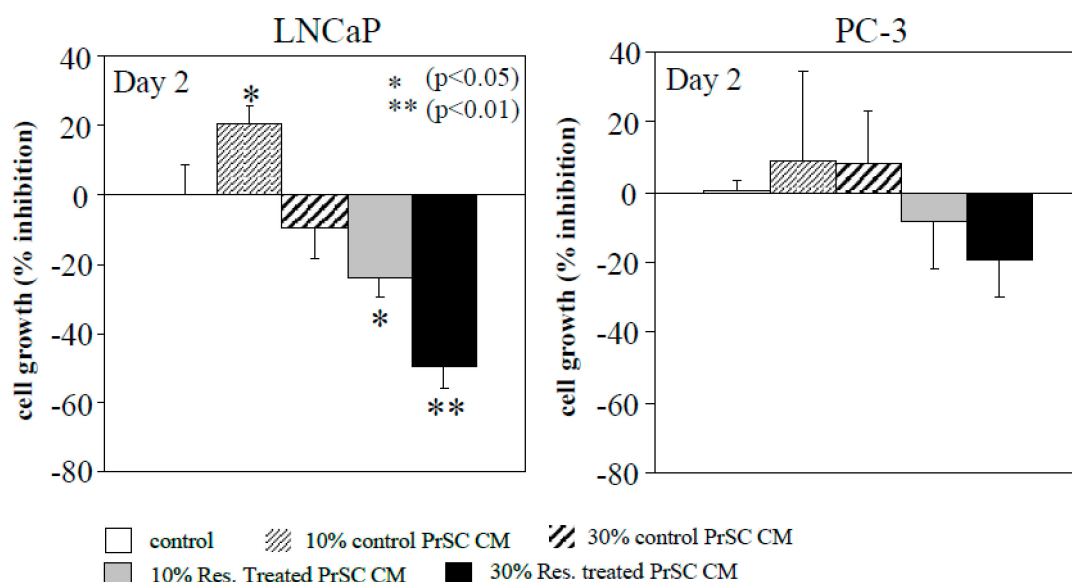 LNCaP
PC-3
cell growth (% inhibition)
40
20
0
-20
-40
-60
-80
Day 2
* (p<0.05)
** (p<0.01)
*
*
**
cell growth (% inhibition)
40
20
0
-20
-40
-60
-80
Day 2
control
10% control PrSC CM
30% control PrSC CM
10% Res. Treated PrSC CM
30% Res. treated PrSC CM